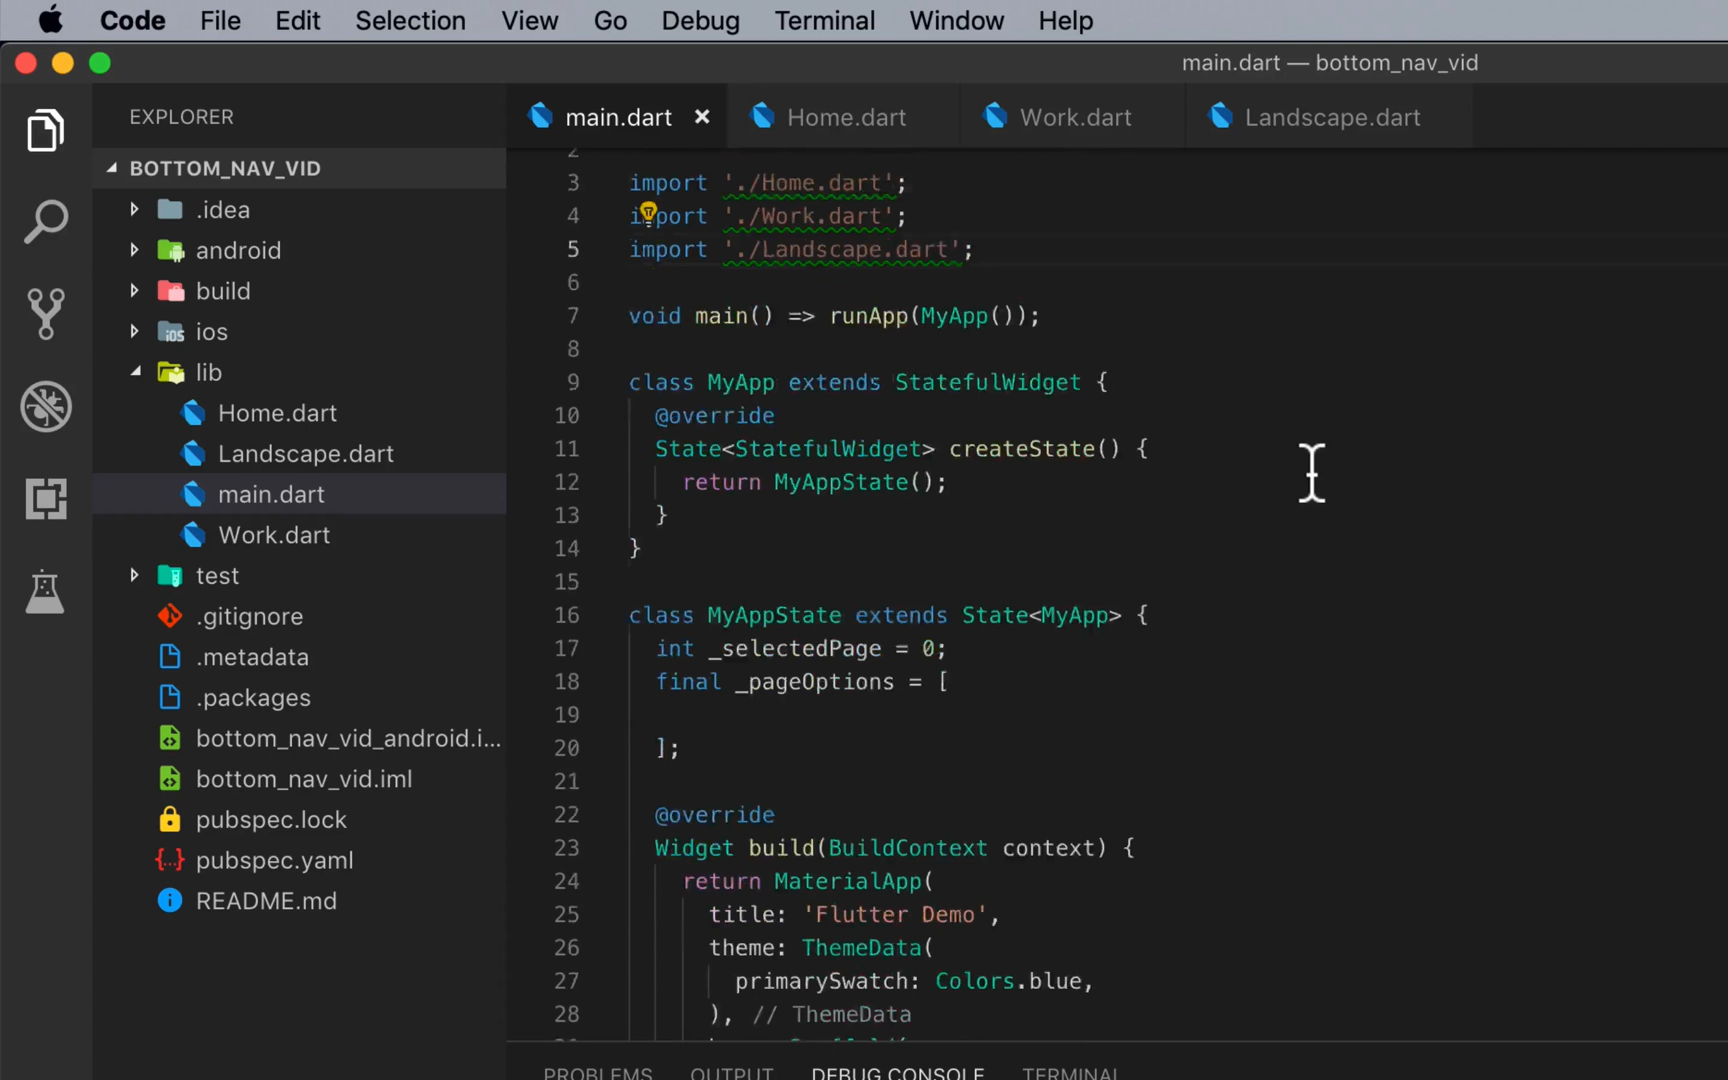 Code File Edit Selection View Go Debug Terminal Window Help
main.dart — bottom_nav_vid
EXPLORER
BOTTOM_NAV_VID
.idea
android
build
ios
lib
Home.dart
Landscape.dart
main.dart
Work.dart
test
.gitignore
.metadata
.packages
bottom_nav_vid_android.i...
bottom_nav_vid.iml
pubspec.lock
pubspec.yaml
README.md
main.dart Home.dart Work.dart Landscape.dart
2
3 import './Home.dart';
4 import './Work.dart';
5 import './Landscape.dart';
6
7 void main() => runApp(MyApp());
8
9 class MyApp extends StatefulWidget {
10 @override
11 State<StatefulWidget> createState() {
12 return MyAppState();
13 }
14 }
15
16 class MyAppState extends State<MyApp> {
17 int _selectedPage = 0;
18 final _pageOptions = [
19
20 ];
21
22 @override
23 Widget build(BuildContext context) {
24 return MaterialApp(
25 title: 'Flutter Demo',
26 theme: ThemeData(
27 primarySwatch: Colors.blue,
28 ), // ThemeData
PROBLEMS OUTPUT DEBUG CONSOLE TERMINAL